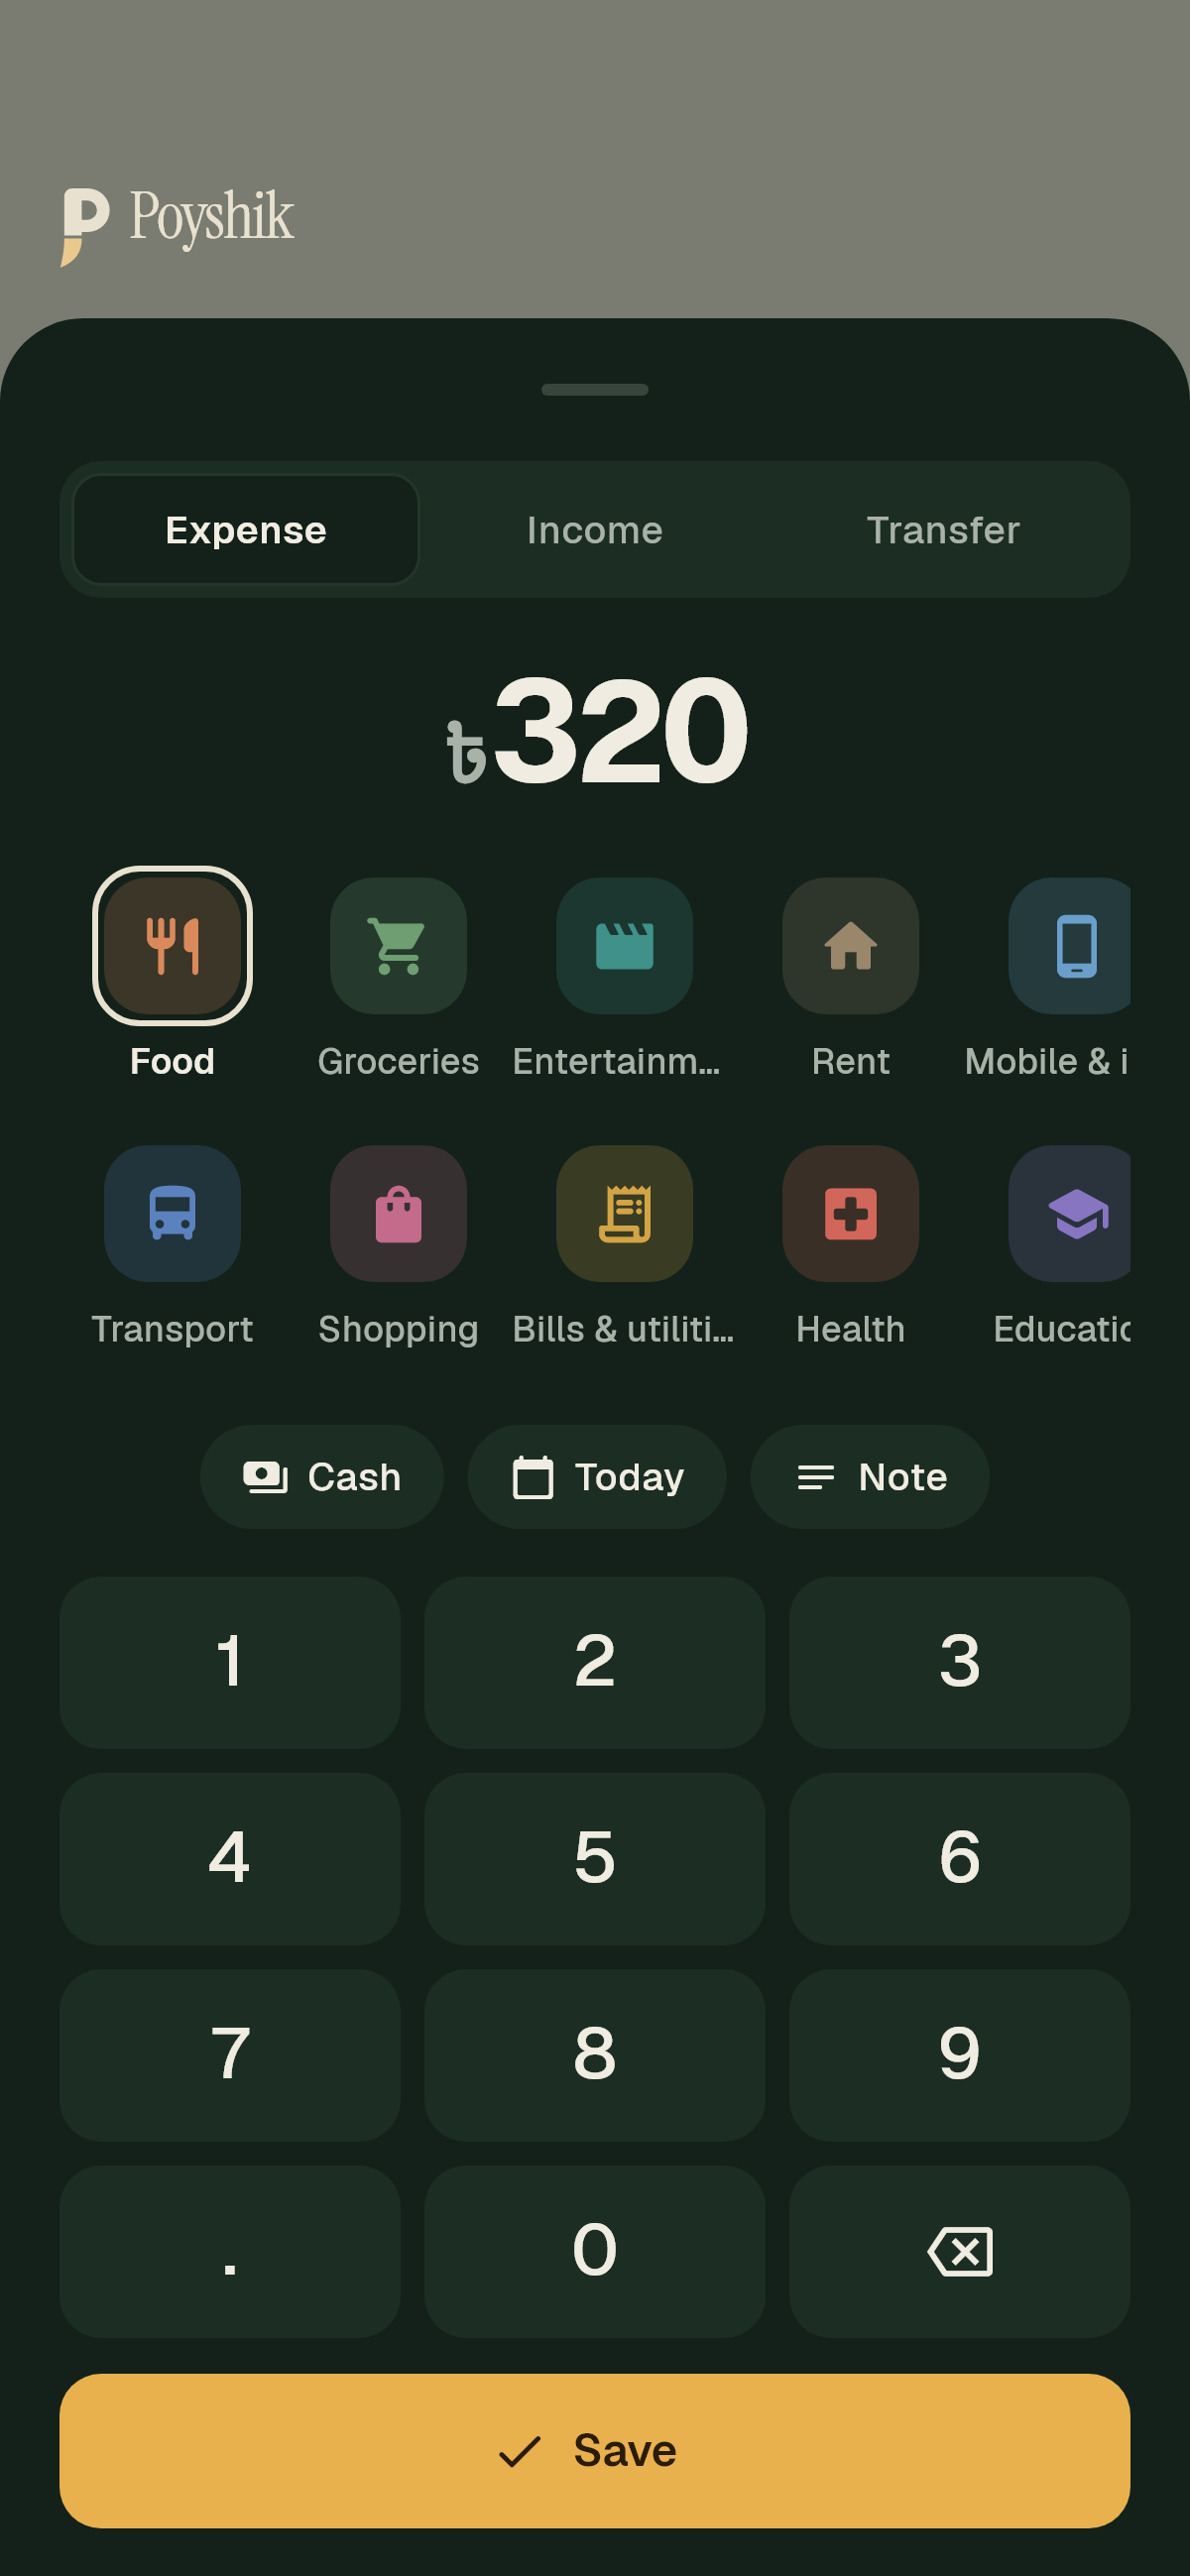 Poyshik
Expense Income Transfer
৳320
Food Groceries Entertainm... Rent Mobile & i
Transport Shopping Bills & utiliti... Health Educatio
Cash Today Note
1 2 3
4 5 6
7 8 9
. 0
Save